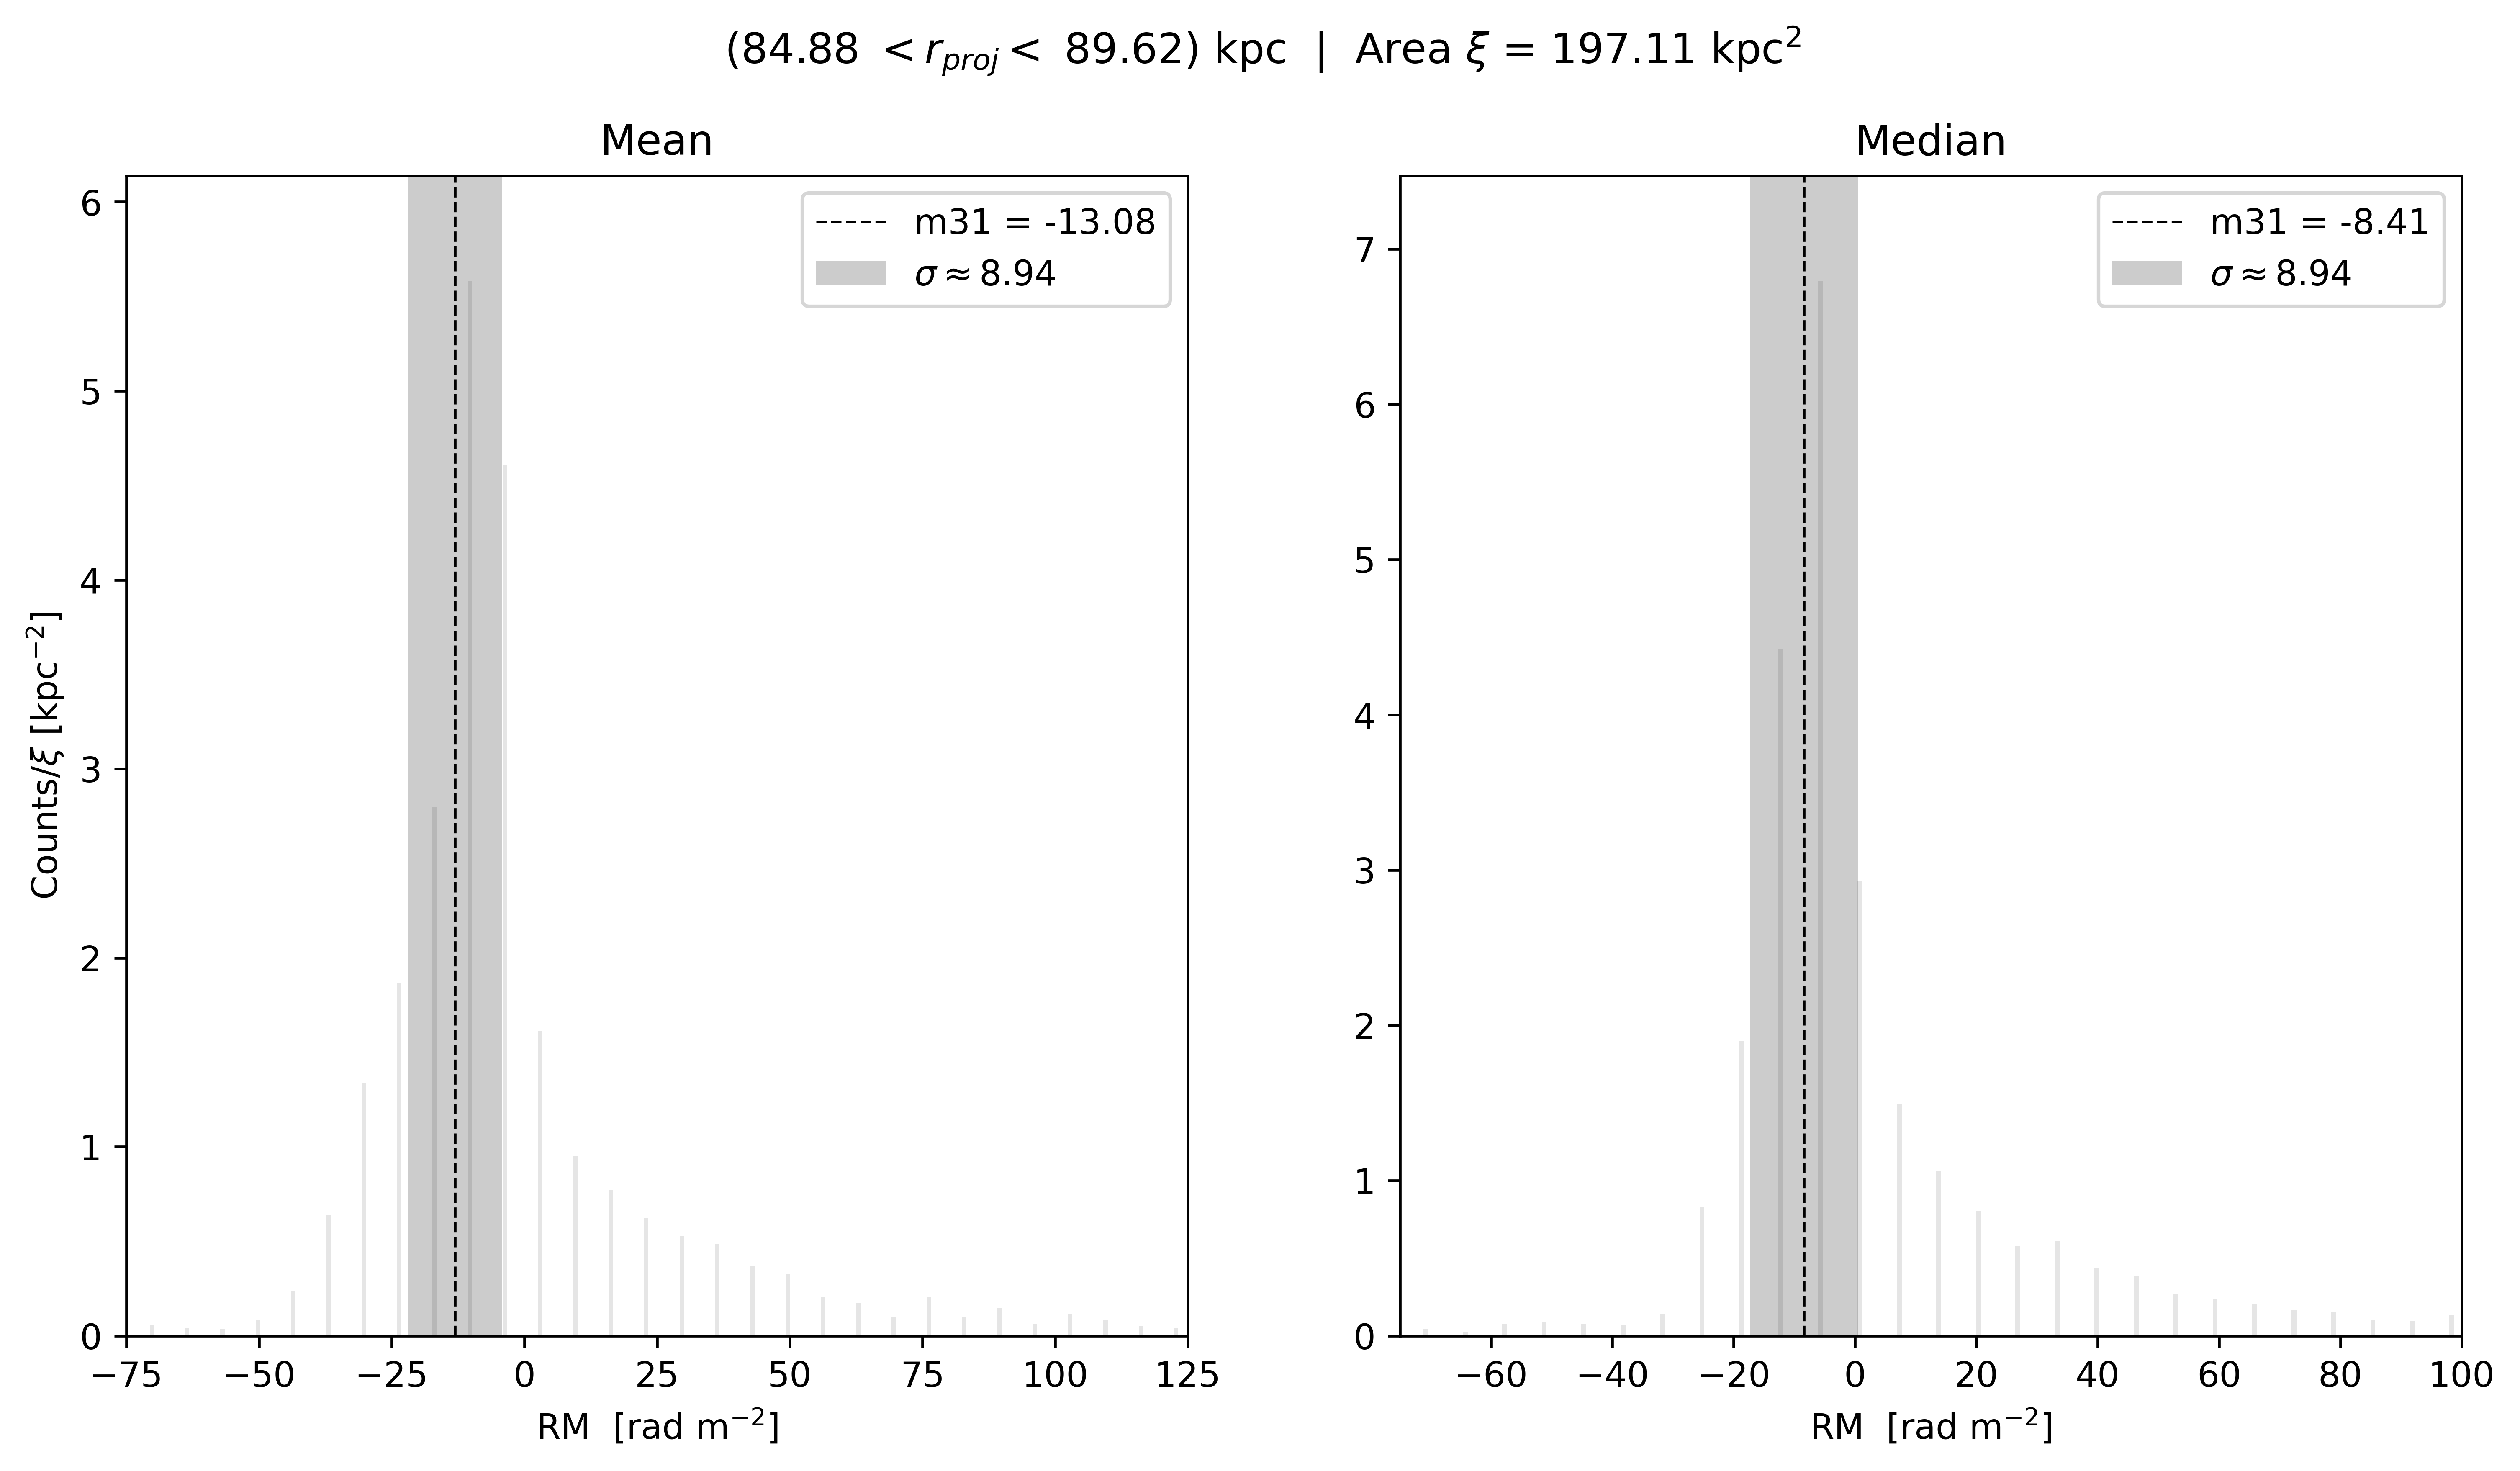 (84.88 < r_proj < 89.62) kpc | Area ξ = 197.11 kpc²
Mean
m31 = -13.08
σ ≈ 8.94
Counts/ξ [kpc⁻²]
6
5
4
3
2
1
0
−75 −50 −25 0 25 50 75 100 125
RM [rad m⁻²]
Median
m31 = -8.41
σ ≈ 8.94
7
6
5
4
3
2
1
0
−60 −40 −20 0 20 40 60 80 100
RM [rad m⁻²]